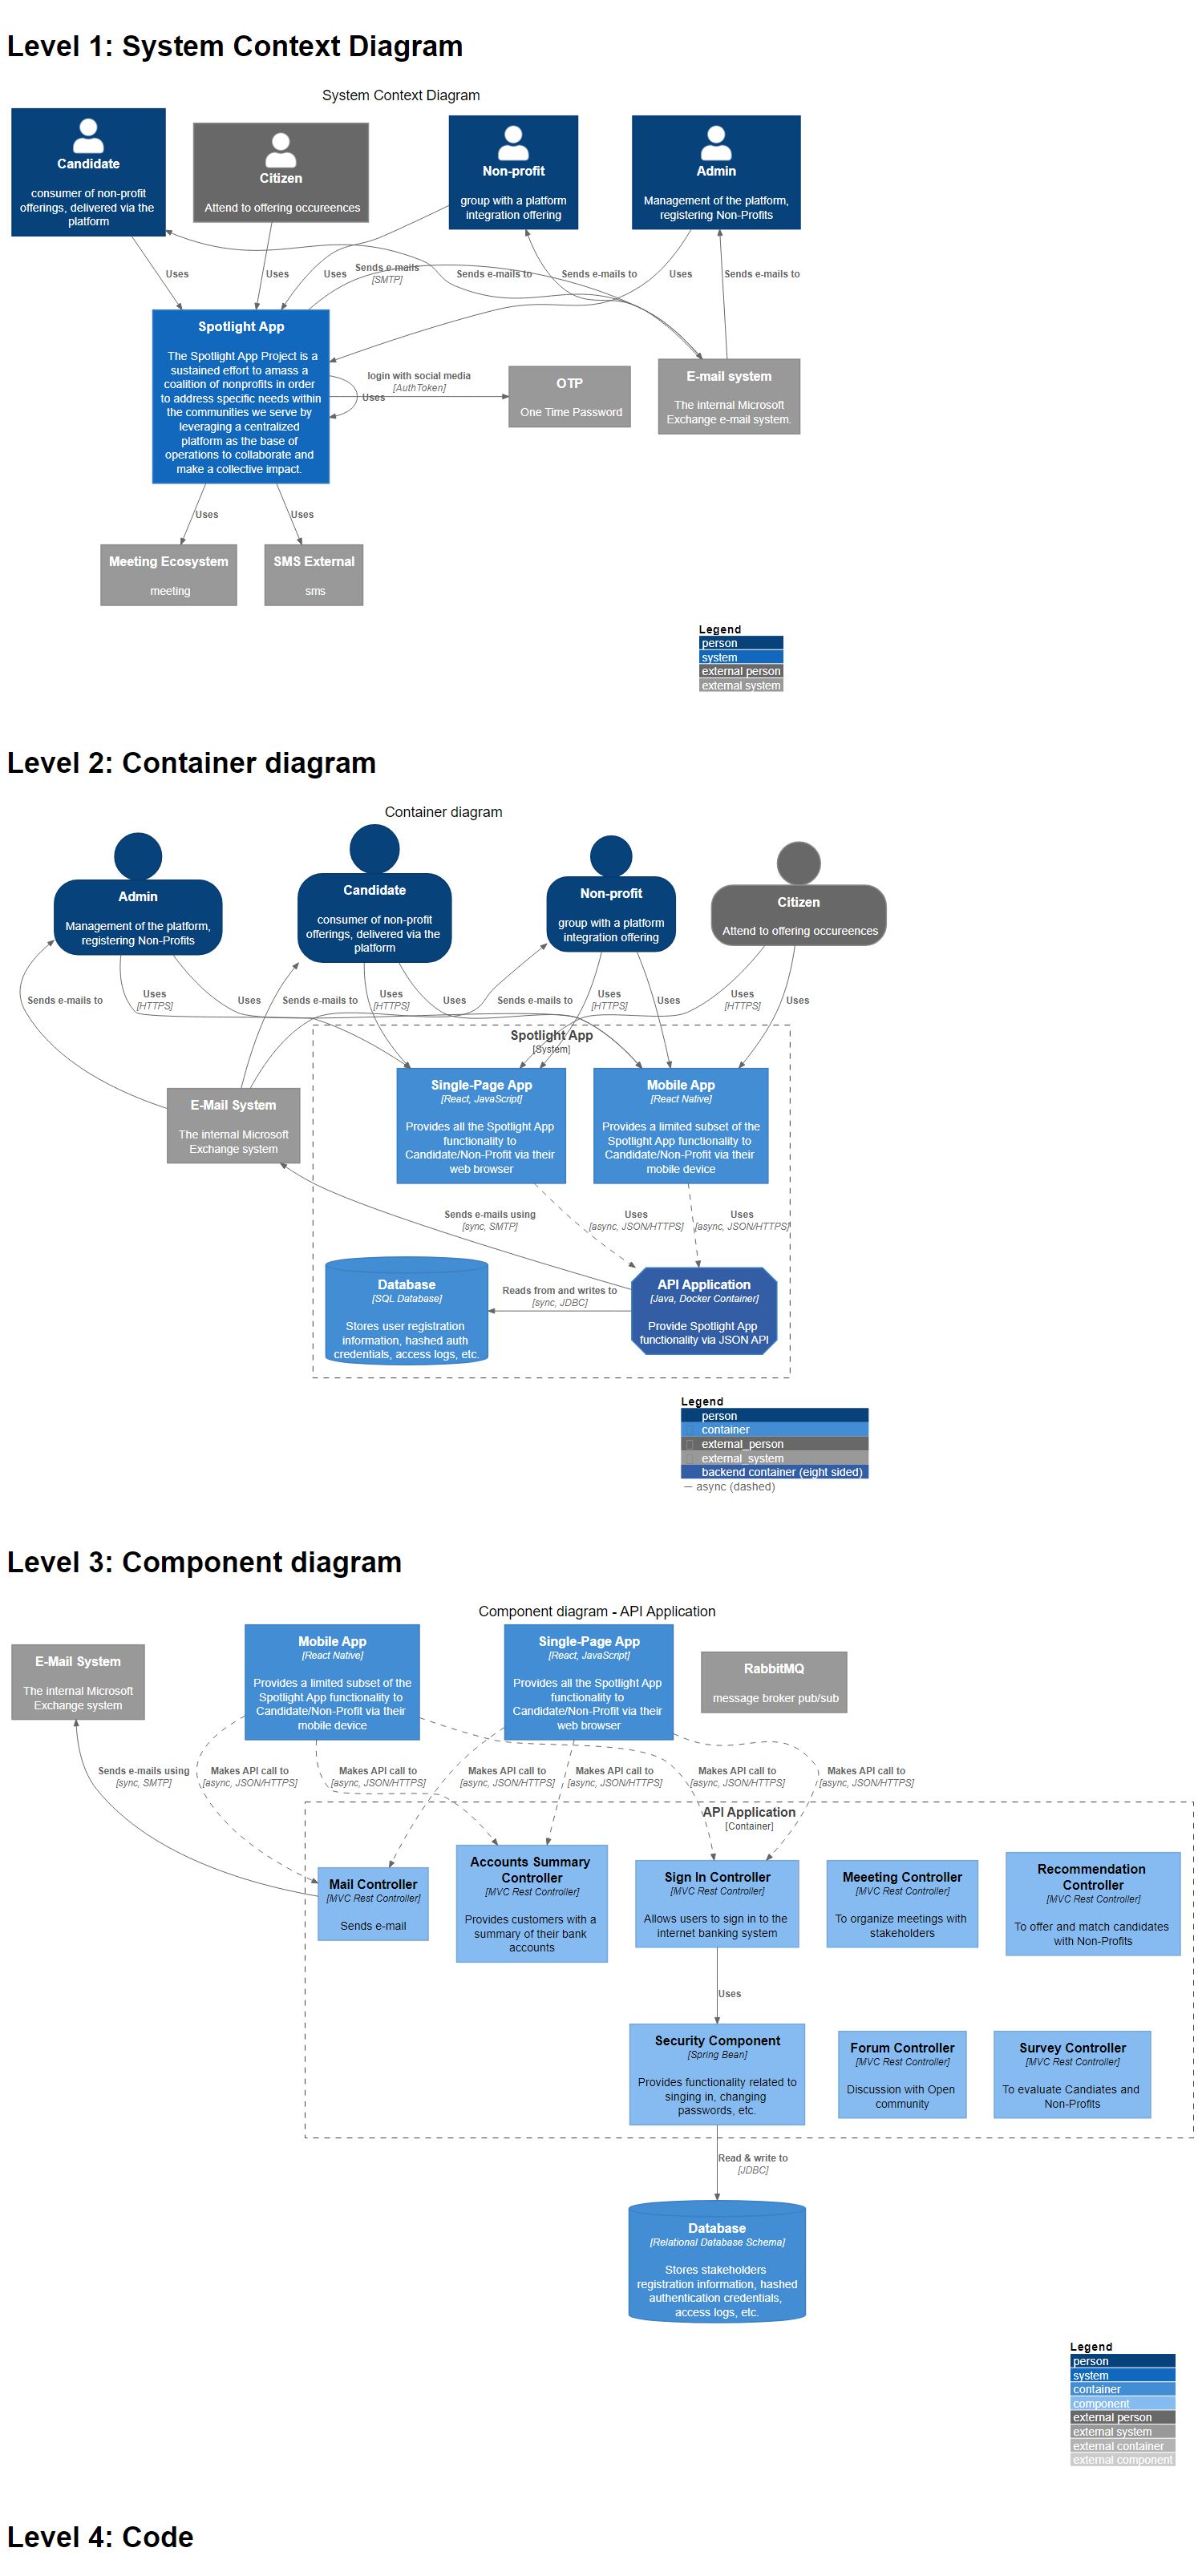 Level 1: System Context Diagram
System Context Diagram
Candidate
consumer of non-profit
offerings, delivered via the
platform
Citizen
Attend to offering occureences
Non-profit
group with a platform
integration offering
Admin
Management of the platform,
registering Non-Profits
Uses
Uses
Uses
Sends e-mails
[SMTP]
Sends e-mails to
Sends e-mails to
Uses
Sends e-mails to
Spotlight App
The Spotlight App Project is a
sustained effort to amass a
coalition of nonprofits in order
to address specific needs within
the communities we serve by
leveraging a centralized
platform as the base of
operations to collaborate and
make a collective impact.
login with social media
[AuthToken]
Uses
OTP
One Time Password
E-mail system
The internal Microsoft
Exchange e-mail system.
Uses
Uses
Meeting Ecosystem
meeting
SMS External
sms
Legend
person
system
external person
external system
Level 2: Container diagram
Container diagram
Admin
Management of the platform,
registering Non-Profits
Candidate
consumer of non-profit
offerings, delivered via the
platform
Non-profit
group with a platform
integration offering
Citizen
Attend to offering occureences
Sends e-mails to
Uses
[HTTPS]
Uses
Sends e-mails to
Uses
[HTTPS]
Uses
Sends e-mails to
Uses
[HTTPS]
Uses
Uses
[HTTPS]
Uses
Spotlight App
[System]
E-Mail System
The internal Microsoft
Exchange system
Single-Page App
[React, JavaScript]
Provides all the Spotlight App
functionality to
Candidate/Non-Profit via their
web browser
Mobile App
[React Native]
Provides a limited subset of the
Spotlight App functionality to
Candidate/Non-Profit via their
mobile device
Sends e-mails using
[sync, SMTP]
Uses
[async, JSON/HTTPS]
Uses
[async, JSON/HTTPS]
Database
[SQL Database]
Stores user registration
information, hashed auth
credentials, access logs, etc.
Reads from and writes to
[sync, JDBC]
API Application
[Java, Docker Container]
Provide Spotlight App
functionality via JSON API
Legend
person
container
external_person
external_system
backend container (eight sided)
─ async (dashed)
Level 3: Component diagram
Component diagram - API Application
E-Mail System
The internal Microsoft
Exchange system
Mobile App
[React Native]
Provides a limited subset of the
Spotlight App functionality to
Candidate/Non-Profit via their
mobile device
Single-Page App
[React, JavaScript]
Provides all the Spotlight App
functionality to
Candidate/Non-Profit via their
web browser
RabbitMQ
message broker pub/sub
Sends e-mails using
[sync, SMTP]
Makes API call to
[async, JSON/HTTPS]
Makes API call to
[async, JSON/HTTPS]
Makes API call to
[async, JSON/HTTPS]
Makes API call to
[async, JSON/HTTPS]
Makes API call to
[async, JSON/HTTPS]
Makes API call to
[async, JSON/HTTPS]
API Application
[Container]
Mail Controller
[MVC Rest Controller]
Sends e-mail
Accounts Summary
Controller
[MVC Rest Controller]
Provides customers with a
summary of their bank
accounts
Sign In Controller
[MVC Rest Controller]
Allows users to sign in to the
internet banking system
Meeeting Controller
[MVC Rest Controller]
To organize meetings with
stakeholders
Recommendation
Controller
[MVC Rest Controller]
To offer and match candidates
with Non-Profits
Uses
Security Component
[Spring Bean]
Provides functionality related to
singing in, changing
passwords, etc.
Forum Controller
[MVC Rest Controller]
Discussion with Open
community
Survey Controller
[MVC Rest Controller]
To evaluate Candiates and
Non-Profits
Read & write to
[JDBC]
Database
[Relational Database Schema]
Stores stakeholders
registration information, hashed
authentication credentials,
access logs, etc.
Legend
person
system
container
component
external person
external system
external container
external component
Level 4: Code